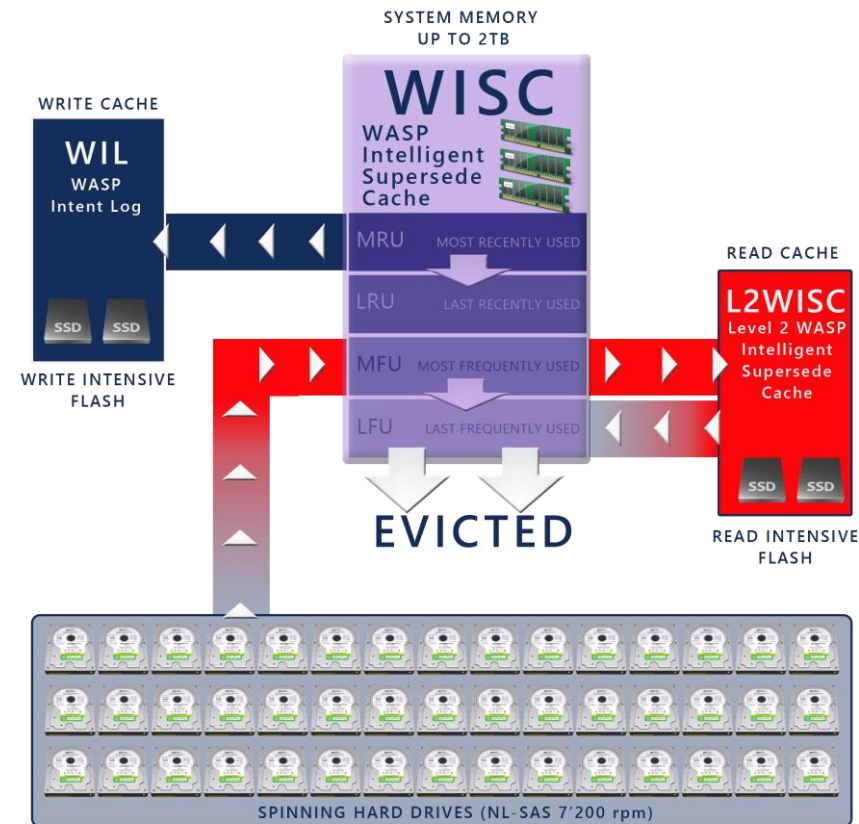 SYSTEM MEMORY
UP TO 2TB
WISC
WASP
Intelligent
Supersede
Cache
WRITE CACHE
WIL
WASP
Intent Log
SSD SSD
WRITE INTENSIVE
FLASH
MRU MOST RECENTLY USED
LRU LAST RECENTLY USED
MFU MOST FREQUENTLY USED
LFU LAST FREQUENTLY USED
EVICTED
READ CACHE
L2WISC
Level 2 WASP
Intelligent
Supersede
Cache
SSD SSD
READ INTENSIVE
FLASH
SPINNING HARD DRIVES (NL-SAS 7'200 rpm)